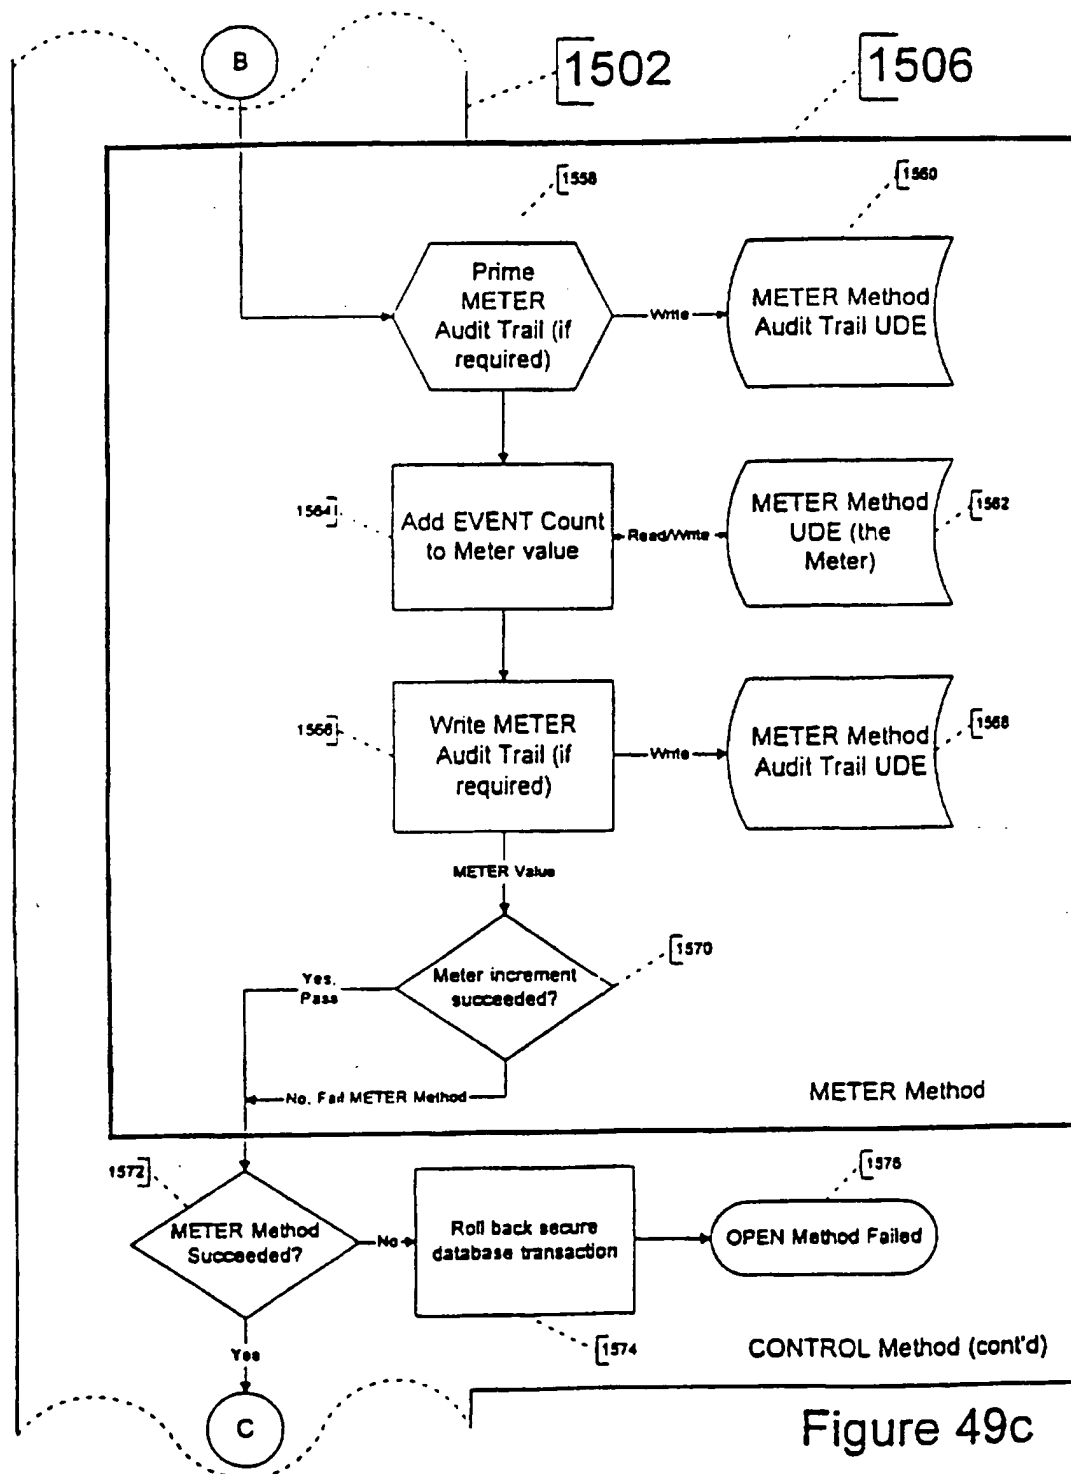 B
1502
1506
1558
1560
Prime
METER
Audit Trail (if
required)
Write
METER Method
Audit Trail UDE
1564
Add EVENT Count
to Meter value
Read/Write
METER Method
UDE (the
Meter)
1562
1566
Write METER
Audit Trail (if
required)
Write
METER Method
Audit Trail UDE
1568
METER Value
1570
Meter increment
succeeded?
Yes,
Pass
No, Fail METER Method
METER Method
1572
METER Method
Succeeded?
No
Roll back secure
database transaction
1576
OPEN Method Failed
1574
Yes
CONTROL Method (cont'd)
C
Figure 49c